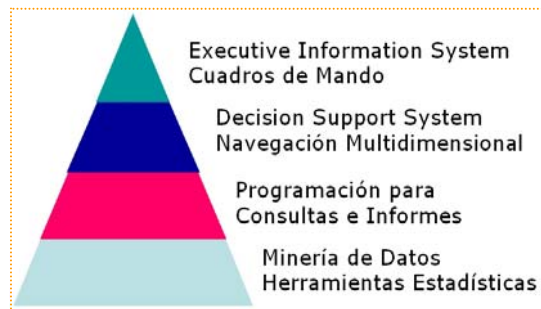 Executive Information System
Cuadros de Mando
Decision Support System
Navegación Multidimensional
Programación para
Consultas e Informes
Minería de Datos
Herramientas Estadísticas